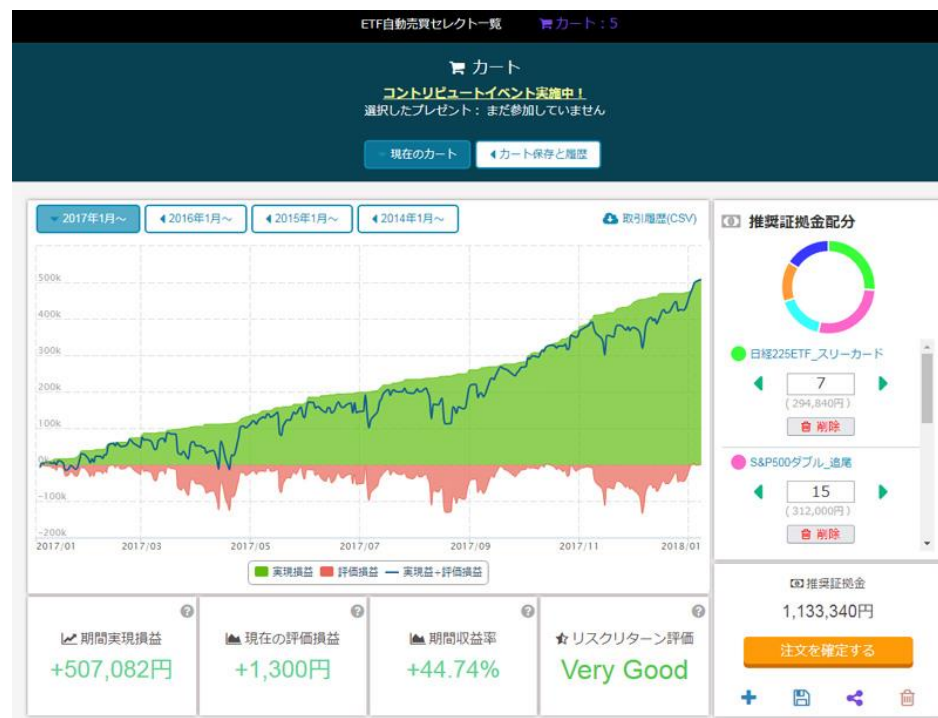 ETF自動売買セレクト一覧 カート：5
カート
コントリビュートイベント実施中！
選択したプレゼント： まだ参加していません
現在のカート カート保存と履歴
2017年1月～ 2016年1月～ 2015年1月～ 2014年1月～ 取引履歴(CSV)
500k
400k
300k
200k
100k
0k
-100k
-200k
2017/01 2017/03 2017/05 2017/07 2017/09 2017/11 2018/01
実現損益 評価損益 実現益+評価損益
期間実現損益
+507,082円
現在の評価損益
+1,300円
期間収益率
+44.74%
リスクリターン評価
Very Good
推奨証拠金配分
日経225ETF_スリーカード
7
(294,840円)
削除
S&P500ダブル_追尾
15
(312,000円)
削除
推奨証拠金
1,133,340円
注文を確定する